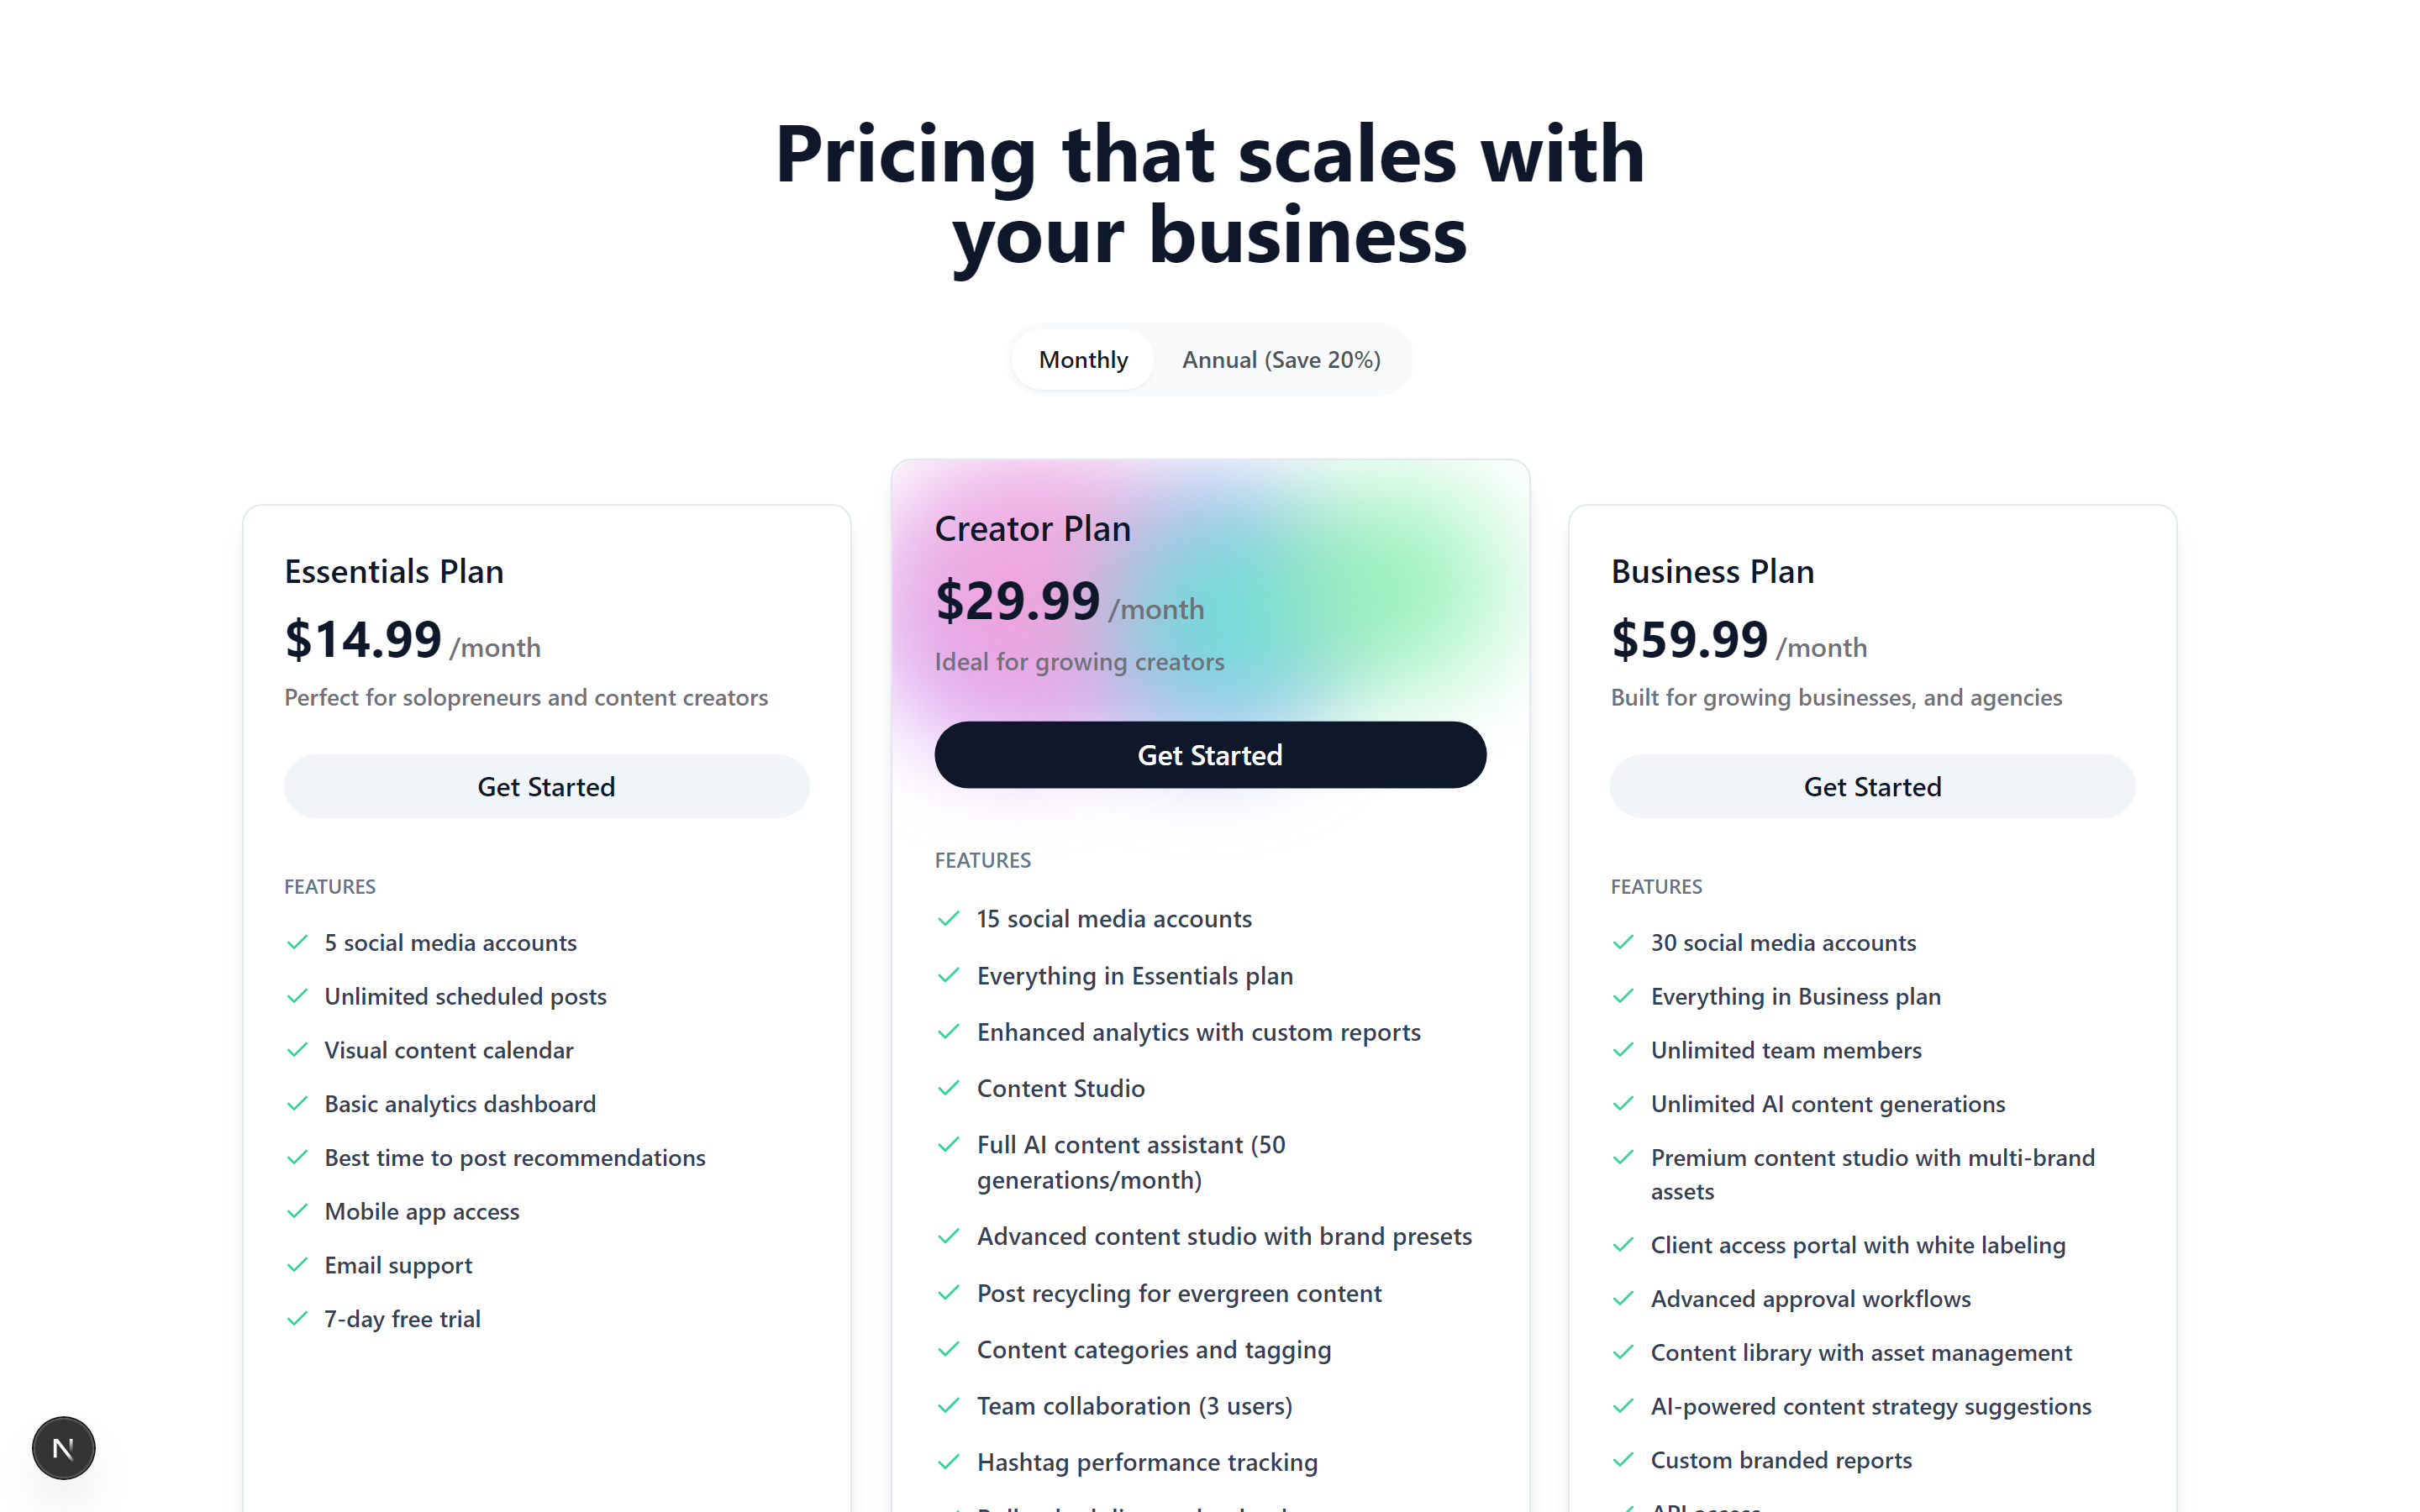 Pricing that scales with
your business
Monthly
Annual (Save 20%)
Essentials Plan
$14.99 /month
Perfect for solopreneurs and content creators
Get Started
FEATURES
5 social media accounts
Unlimited scheduled posts
Visual content calendar
Basic analytics dashboard
Best time to post recommendations
Mobile app access
Email support
7-day free trial
Creator Plan
$29.99 /month
Ideal for growing creators
Get Started
FEATURES
15 social media accounts
Everything in Essentials plan
Enhanced analytics with custom reports
Content Studio
Full AI content assistant (50
generations/month)
Advanced content studio with brand presets
Post recycling for evergreen content
Content categories and tagging
Team collaboration (3 users)
Hashtag performance tracking
Business Plan
$59.99 /month
Built for growing businesses, and agencies
Get Started
FEATURES
30 social media accounts
Everything in Business plan
Unlimited team members
Unlimited AI content generations
Premium content studio with multi-brand
assets
Client access portal with white labeling
Advanced approval workflows
Content library with asset management
AI-powered content strategy suggestions
Custom branded reports
API access
N